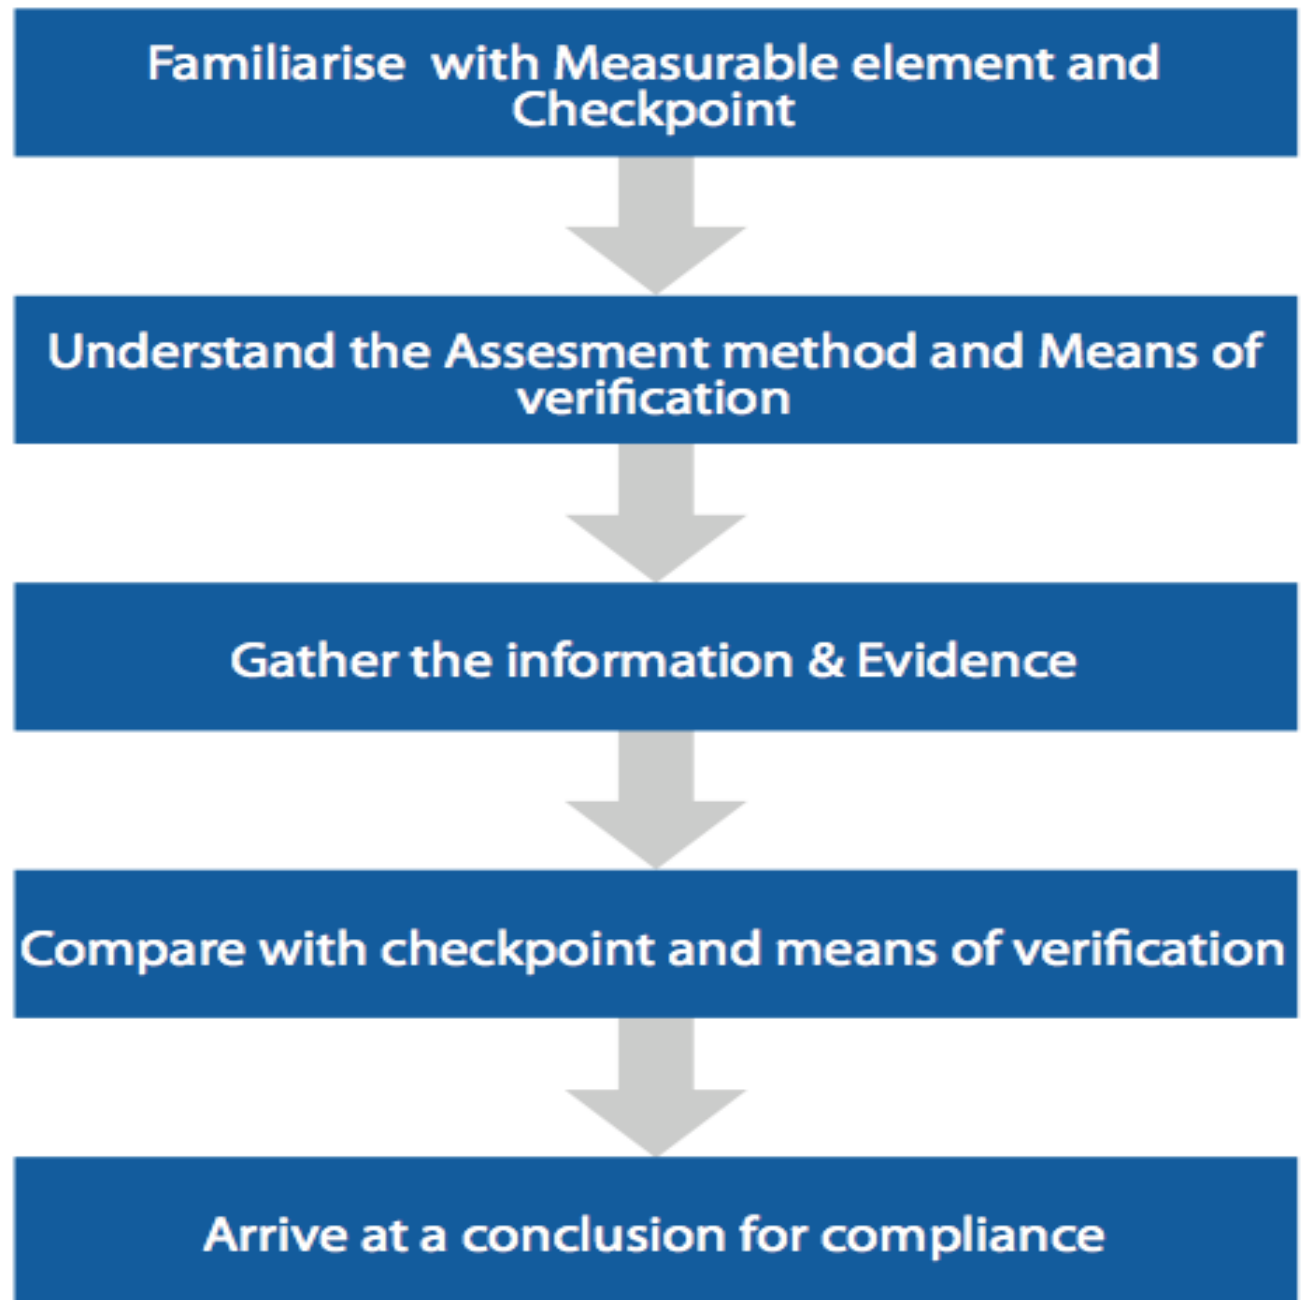 Familiarise  with Measurable element and
Checkpoint
Understand the Assesment method and Means of
verification
Gather the information & Evidence
Compare with checkpoint and means of verification
Arrive at a conclusion for compliance